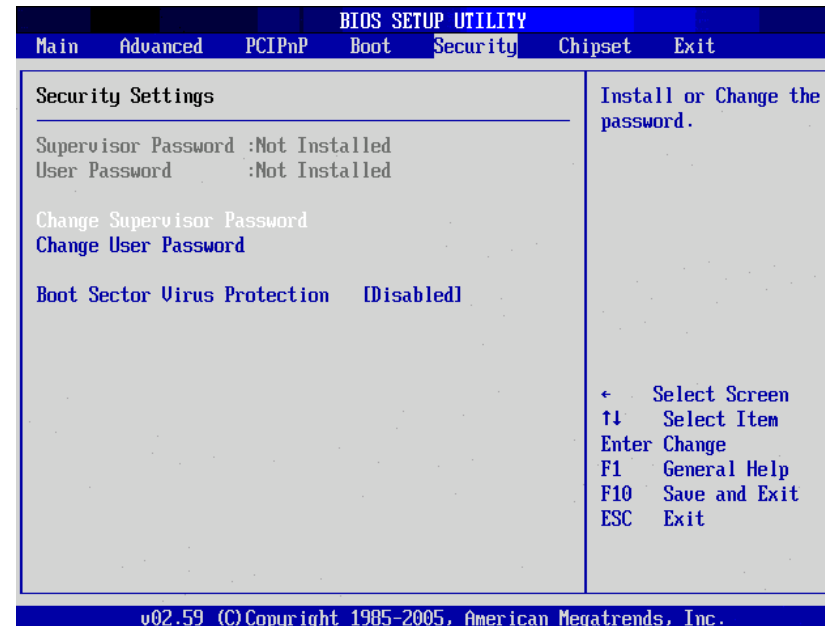 BIOS SETUP UTILITY
Main Advanced PCIPnP Boot Security Chipset Exit
Security Settings
Supervisor Password :Not Installed
User Password :Not Installed
Change Supervisor Password
Change User Password
Boot Sector Virus Protection [Disabled]
Install or Change the
password.
← Select Screen
↑↓ Select Item
Enter Change
F1 General Help
F10 Save and Exit
ESC Exit
v02.59 (C)Copyright 1985-2005, American Megatrends, Inc.